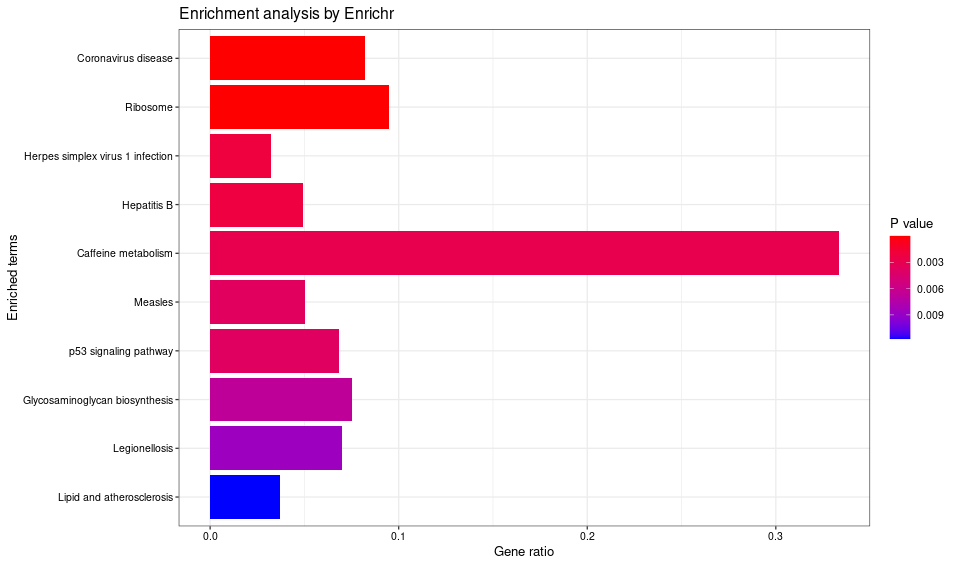 Enrichment analysis by Enrichr
Enriched terms
Coronavirus disease
Ribosome
Herpes simplex virus 1 infection
Hepatitis B
Caffeine metabolism
Measles
p53 signaling pathway
Glycosaminoglycan biosynthesis
Legionellosis
Lipid and atherosclerosis
0.0
0.1
0.2
0.3
Gene ratio
P value
0.003
0.006
0.009